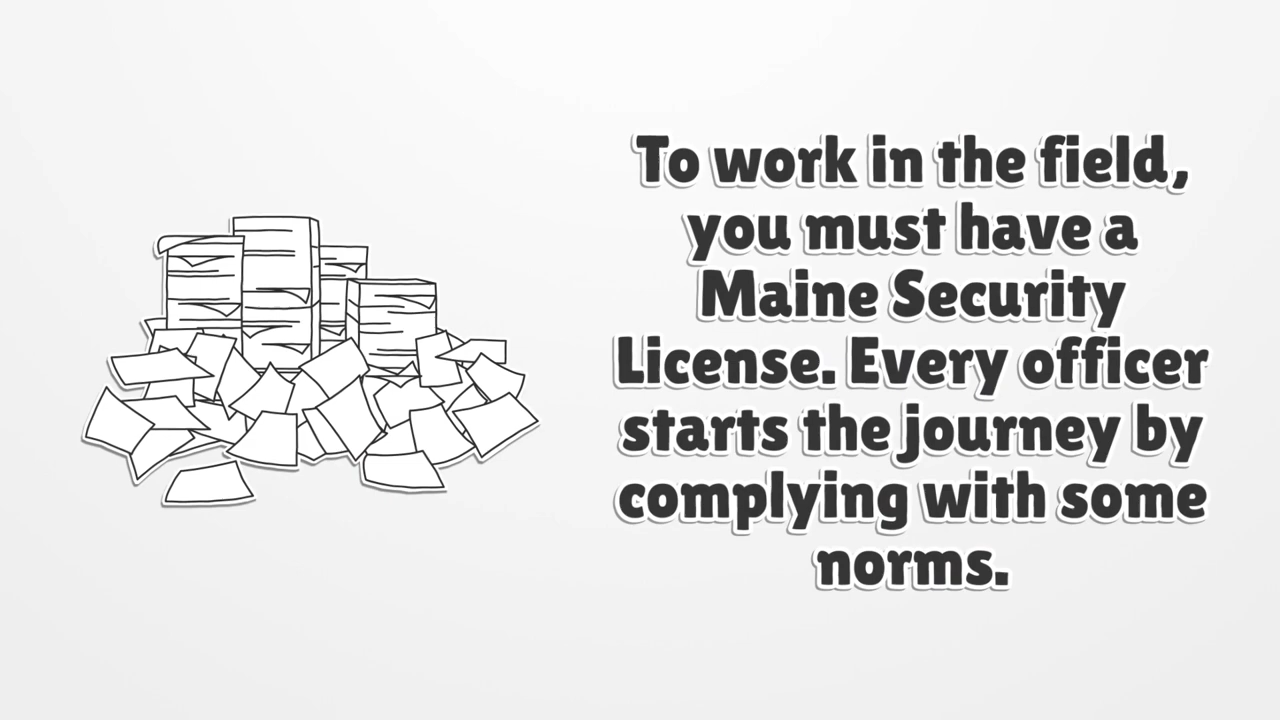 To work in the field,
you must have a
Maine Security
License. Every officer
starts the journey by
complying with some
norms.